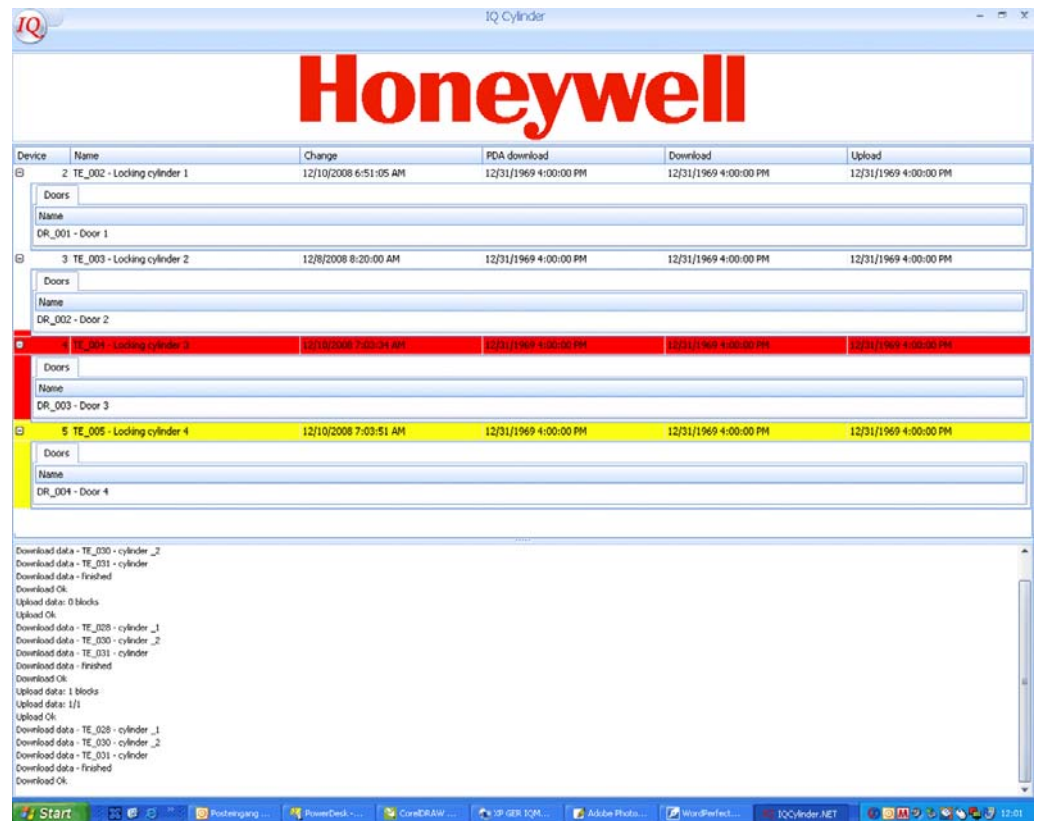 IQ
IQ Cylinder
Honeywell
Device Name Change PDA download Download Upload
2 TE_002 - Locking cylinder 1 12/10/2008 6:51:05 AM 12/31/1969 4:00:00 PM 12/31/1969 4:00:00 PM 12/31/1969 4:00:00 PM
Doors
Name
DR_001 - Door 1
3 TE_003 - Locking cylinder 2 12/8/2008 8:20:00 AM 12/31/1969 4:00:00 PM 12/31/1969 4:00:00 PM 12/31/1969 4:00:00 PM
Doors
Name
DR_002 - Door 2
4 TE_004 - Locking cylinder 3 12/10/2008 7:03:34 AM 12/31/1969 4:00:00 PM 12/31/1969 4:00:00 PM 12/31/1969 4:00:00 PM
Doors
Name
DR_003 - Door 3
5 TE_005 - Locking cylinder 4 12/10/2008 7:03:51 AM 12/31/1969 4:00:00 PM 12/31/1969 4:00:00 PM 12/31/1969 4:00:00 PM
Doors
Name
DR_004 - Door 4
Download data - TE_030 - cylinder _2
Download data - TE_031 - cylinder
Download data - finished
Download Ok
Upload data: 0 blocks
Upload Ok
Download data - TE_028 - cylinder _1
Download data - TE_030 - cylinder _2
Download data - TE_031 - cylinder
Download data - finished
Download Ok
Upload data: 1 blocks
Upload data: 1/1
Upload Ok
Download data - TE_028 - cylinder _1
Download data - TE_030 - cylinder _2
Download data - TE_031 - cylinder
Download data - finished
Download Ok
Start Posteingang ... PowerDesk - ... CorelDRAW ... XP GER IQM... Adobe Photo... WordPerfect... IQCylinder.NET 12:01